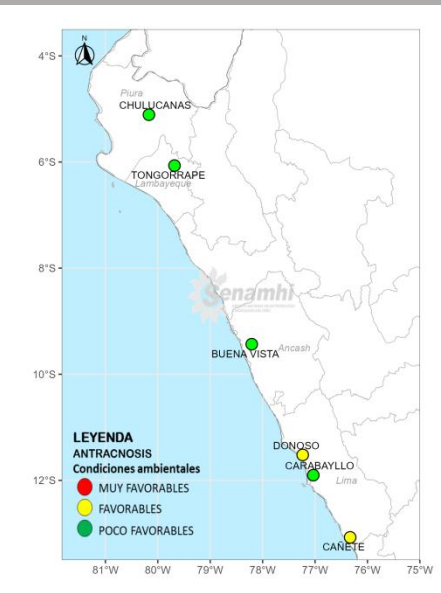 N
4°S
Piura
CHULUCANAS
6°S
TONGORRAPE
Lambayeque
8°S
Senamhi
BUENA VISTA
Ancash
10°S
DONOSO
CARABAYLLO
Lima
12°S
CAÑETE
LEYENDA
ANTRACNOSIS
Condiciones ambientales
MUY FAVORABLES
FAVORABLES
POCO FAVORABLES
81°W 80°W 79°W 78°W 77°W 76°W 75°W